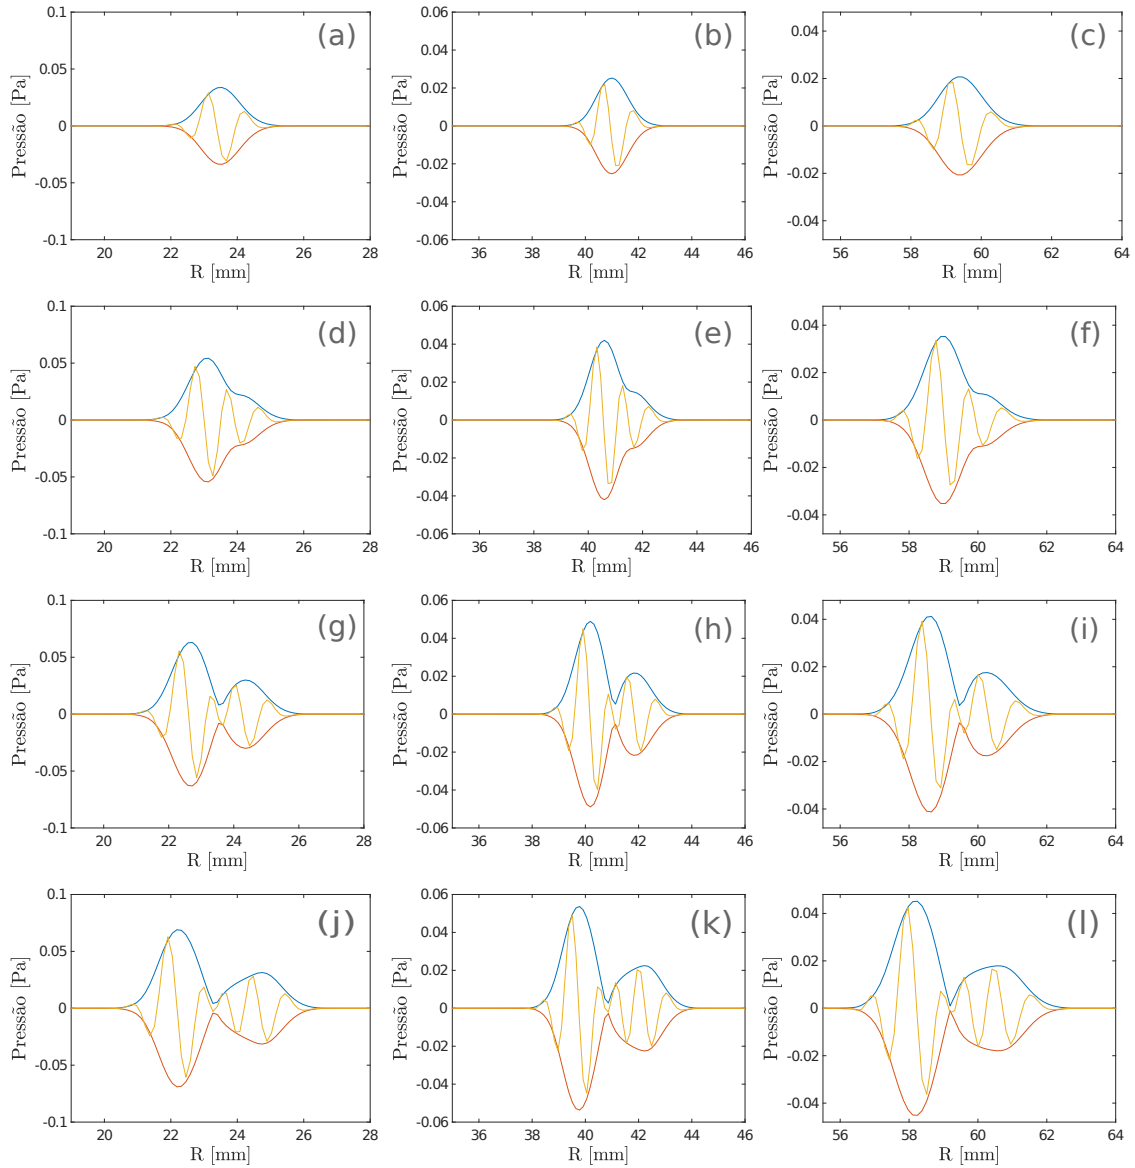 (a)
0.1
0.05
0
-0.05
-0.1
Pressão [Pa]
20 22 24 26 28
R [mm]
(b)
0.06
0.04
0.02
0
-0.02
-0.04
-0.06
Pressão [Pa]
36 38 40 42 44 46
R [mm]
(c)
0.04
0.02
0
-0.02
-0.04
Pressão [Pa]
56 58 60 62 64
R [mm]
(d)
0.1
0.05
0
-0.05
-0.1
Pressão [Pa]
20 22 24 26 28
R [mm]
(e)
0.06
0.04
0.02
0
-0.02
-0.04
-0.06
Pressão [Pa]
36 38 40 42 44 46
R [mm]
(f)
0.04
0.02
0
-0.02
-0.04
Pressão [Pa]
56 58 60 62 64
R [mm]
(g)
0.1
0.05
0
-0.05
-0.1
Pressão [Pa]
20 22 24 26 28
R [mm]
(h)
0.06
0.04
0.02
0
-0.02
-0.04
-0.06
Pressão [Pa]
36 38 40 42 44 46
R [mm]
(i)
0.04
0.02
0
-0.02
-0.04
Pressão [Pa]
56 58 60 62 64
R [mm]
(j)
0.1
0.05
0
-0.05
-0.1
Pressão [Pa]
20 22 24 26 28
R [mm]
(k)
0.06
0.04
0.02
0
-0.02
-0.04
-0.06
Pressão [Pa]
36 38 40 42 44 46
R [mm]
(l)
0.04
0.02
0
-0.02
-0.04
Pressão [Pa]
56 58 60 62 64
R [mm]